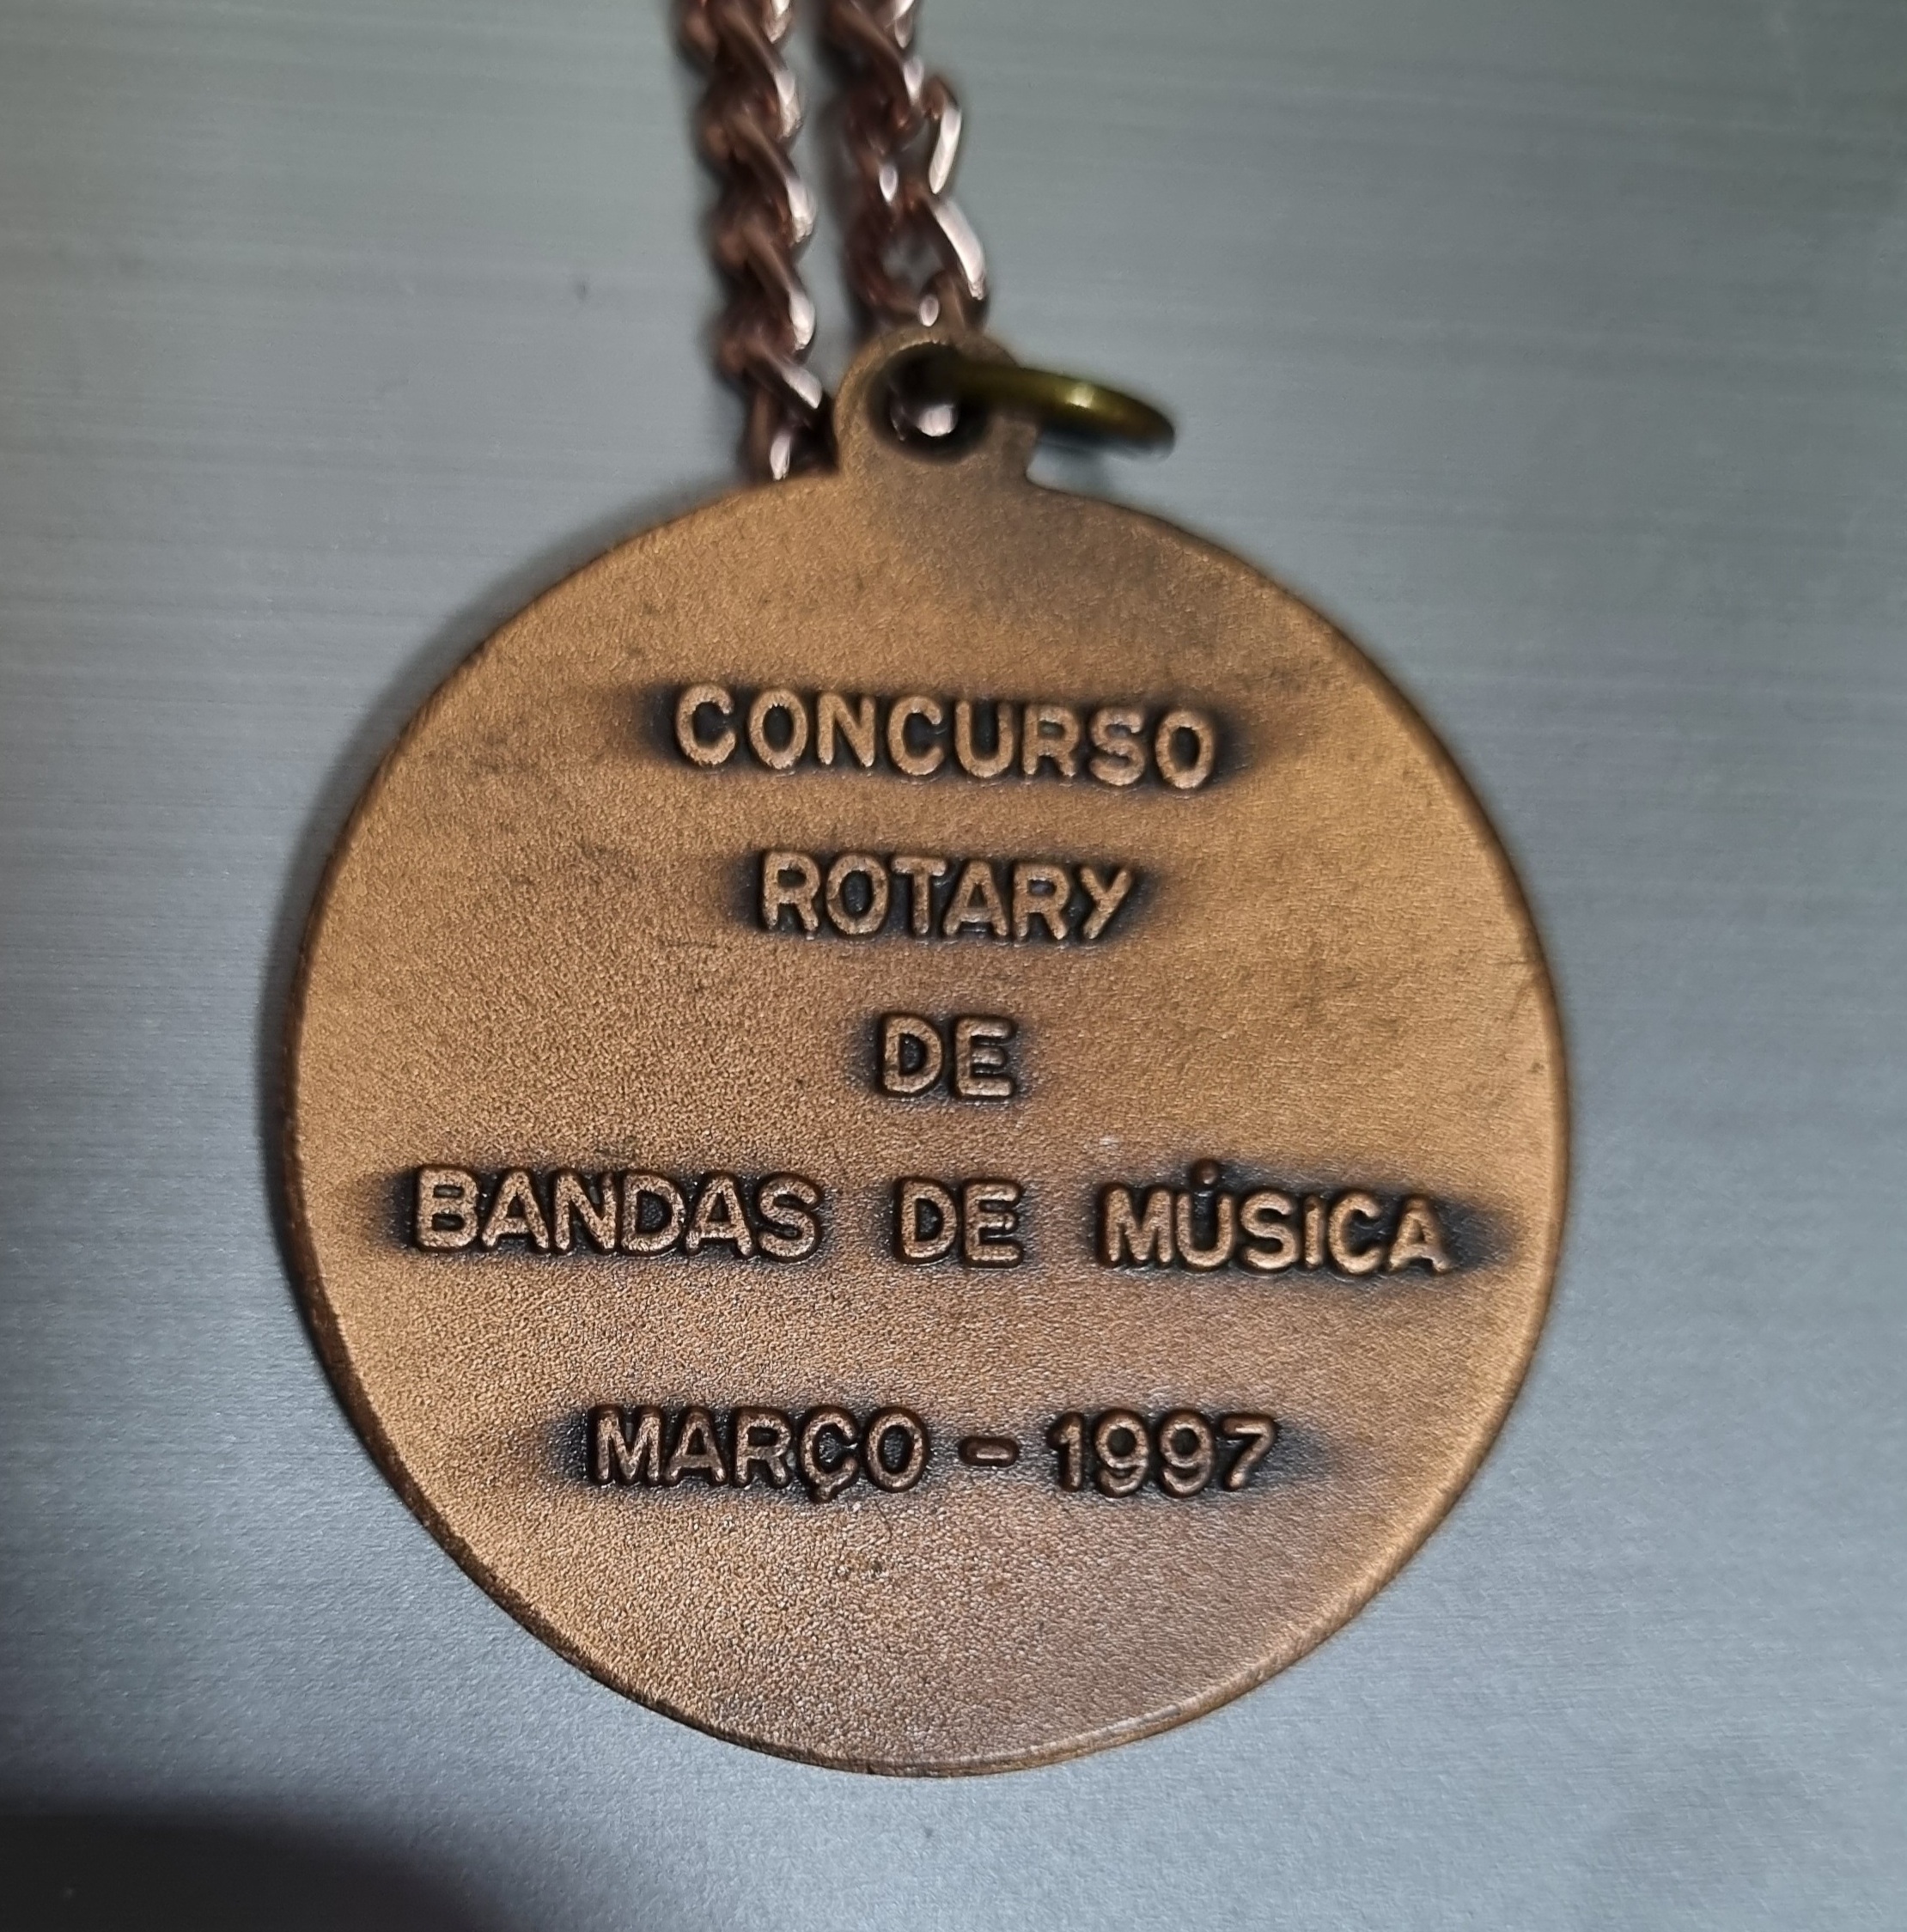 CONCURSO
ROTARY
DE
BANDAS DE MÚSICA
MARÇO - 1997